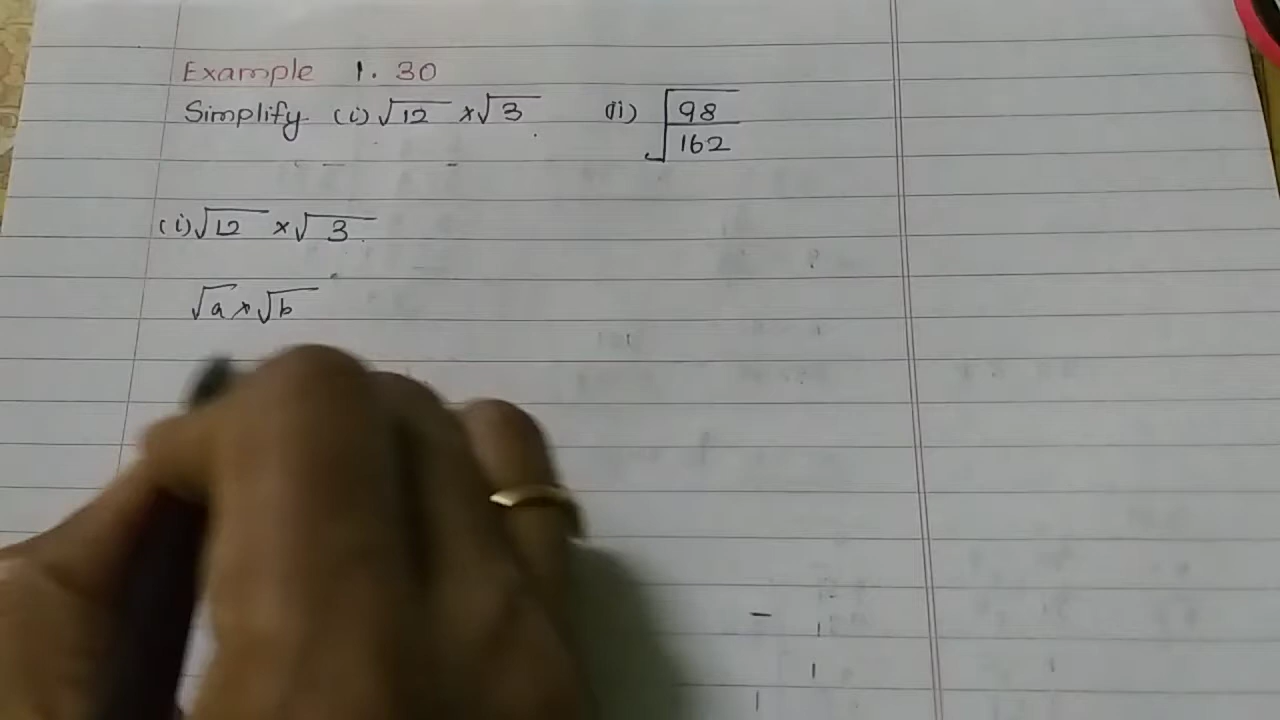 Example 1.30
Simplify (i) √12 × √3 (ii) √98/162
(i) √12 × √3
√a × √b